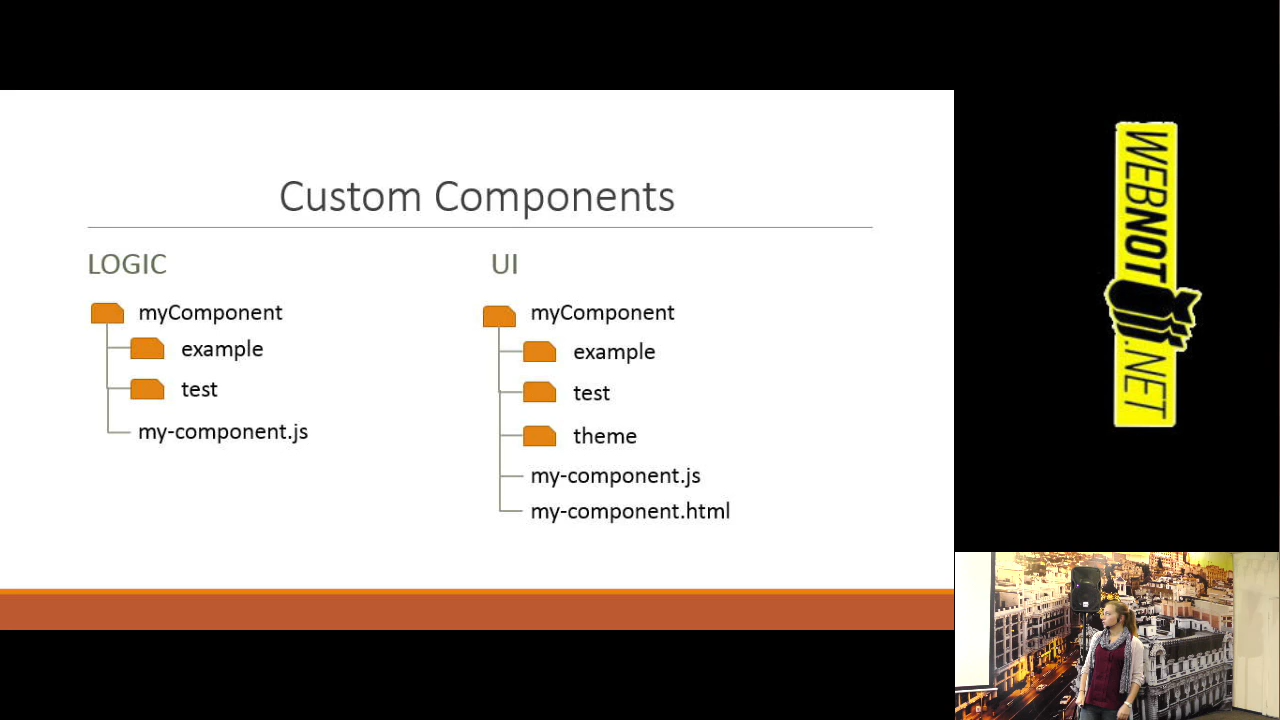 Custom Components
LOGIC
myComponent
example
test
my-component.js
UI
myComponent
example
test
theme
my-component.js
my-component.html
WEBNOT
.NET